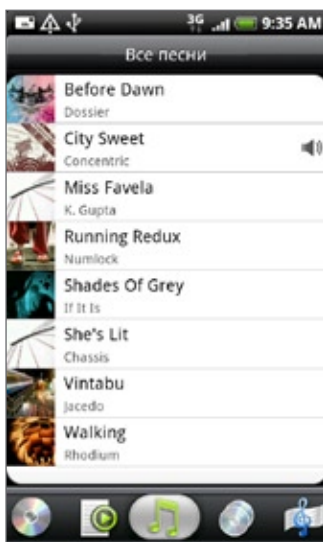 3G 9:35 AM
Все песни
Before Dawn
Dossier
City Sweet
Concentric
Miss Favela
K. Gupta
Running Redux
Numlock
Shades Of Grey
If It Is
She"s Lit
Chassis
Vintabu
Jacedo
Walking
Rhodium